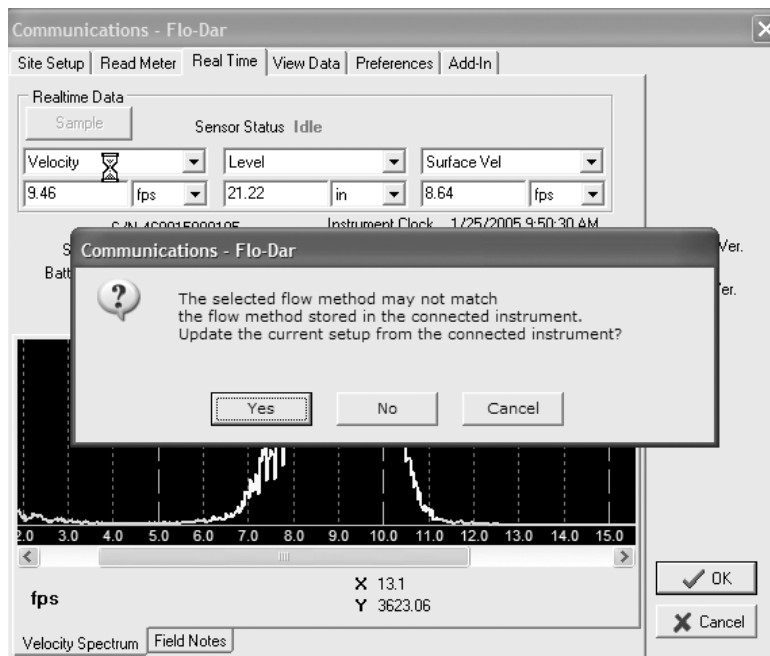 Communications - Flo-Dar
Site Setup Read Meter Real Time View Data Preferences Add-In
Realtime Data
Sample Sensor Status Idle
Velocity Level Surface Vel
9.46 fps 21.22 in 8.64 fps
Instrument Clock 1/25/2005 9:50:30 AM
S Ver.
Batt er.
Communications - Flo-Dar
The selected flow method may not match
the flow method stored in the connected instrument.
Update the current setup from the connected instrument?
Yes No Cancel
2.0 3.0 4.0 5.0 6.0 7.0 8.0 9.0 10.0 11.0 12.0 13.0 14.0 15.0
X 13.1
fps
Y 3623.06
OK
Cancel
Velocity Spectrum Field Notes